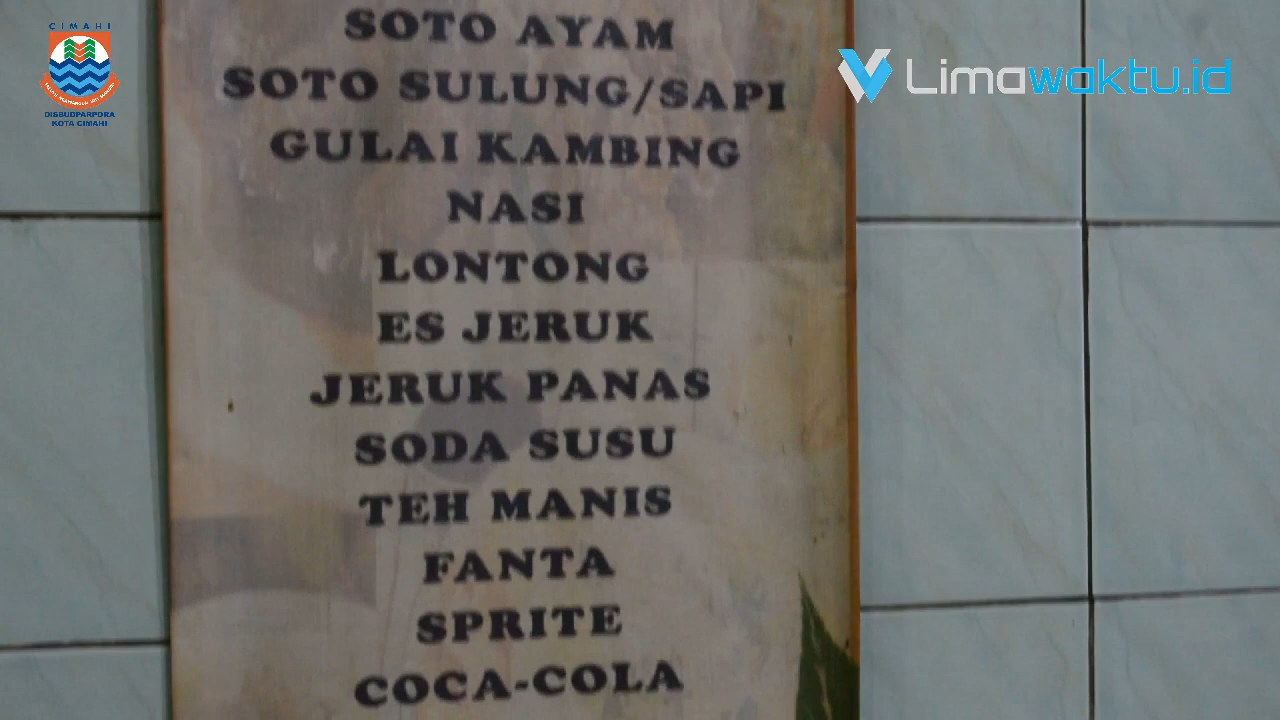 CIMAHI
DISBUDPARPORA
KOTA CIMAHI
Limawaktu.id
SOTO AYAM
SOTO SULUNG/SAPI
GULAI KAMBING
NASI
LONTONG
ES JERUK
JERUK PANAS
SODA SUSU
TEH MANIS
FANTA
SPRITE
COCA-COLA